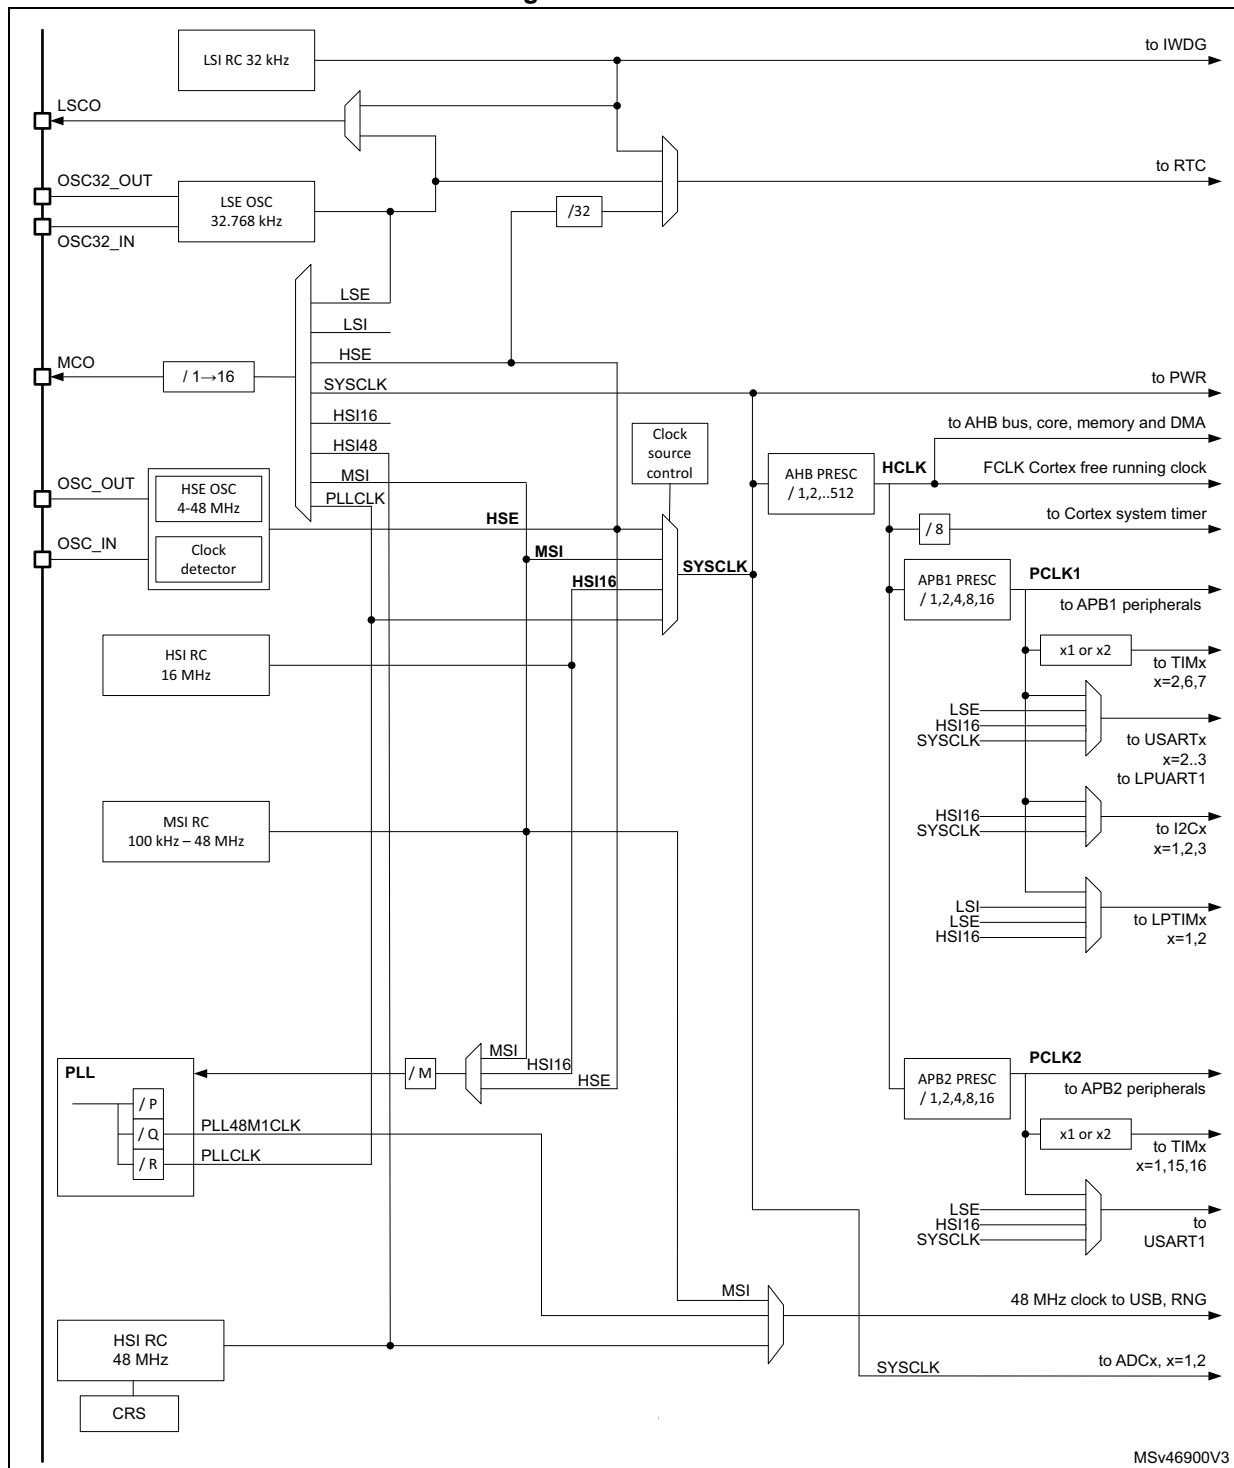 LSI RC 32 kHz
to IWDG
LSCO
OSC32_OUT
LSE OSC
32.768 kHz
to RTC
/32
OSC32_IN
LSE
LSI
MCO
HSE
/ 1→16
SYSCLK
to PWR
HSI16
to AHB bus, core, memory and DMA
Clock
source
control
HSI48
AHB PRESC
/ 1,2,..512
HCLK
FCLK Cortex free running clock
MSI
OSC_OUT
HSE OSC
4-48 MHz
PLLCLK
HSE
/ 8
to Cortex system timer
OSC_IN
Clock
detector
MSI
SYSCLK
HSI16
APB1 PRESC
/ 1,2,4,8,16
PCLK1
to APB1 peripherals
HSI RC
16 MHz
x1 or x2
to TIMx
x=2,6,7
LSE
HSI16
SYSCLK
to USARTx
x=2..3
to LPUART1
MSI RC
100 kHz – 48 MHz
HSI16
SYSCLK
to I2Cx
x=1,2,3
LSI
LSE
HSI16
to LPTIMx
x=1,2
PLL
/ M
MSI
HSI16
HSE
APB2 PRESC
/ 1,2,4,8,16
PCLK2
to APB2 peripherals
/ P
/ Q
PLL48M1CLK
/ R
PLLCLK
x1 or x2
to TIMx
x=1,15,16
LSE
HSI16
SYSCLK
to
USART1
MSI
48 MHz clock to USB, RNG
HSI RC
48 MHz
SYSCLK
to ADCx, x=1,2
CRS
MSv46900V3